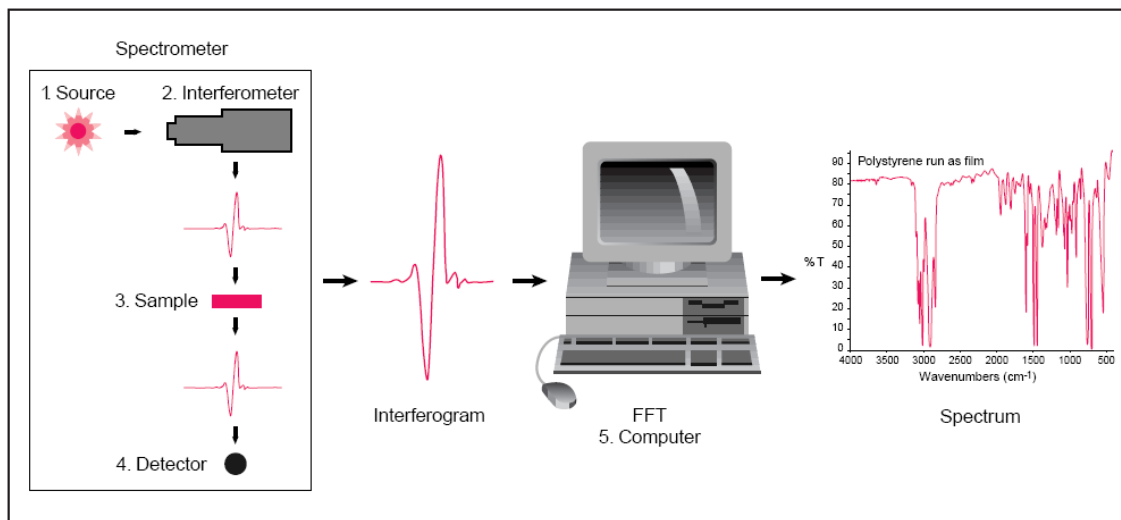 Spectrometer
1. Source
2. Interferometer
3. Sample
4. Detector
Interferogram
FFT
5. Computer
Polystyrene run as film
90
80
70
60
50
% T
40
30
20
10
0
4000 3500 3000 2500 2000 1500 1000 500
Wavenumbers (cm-1)
Spectrum